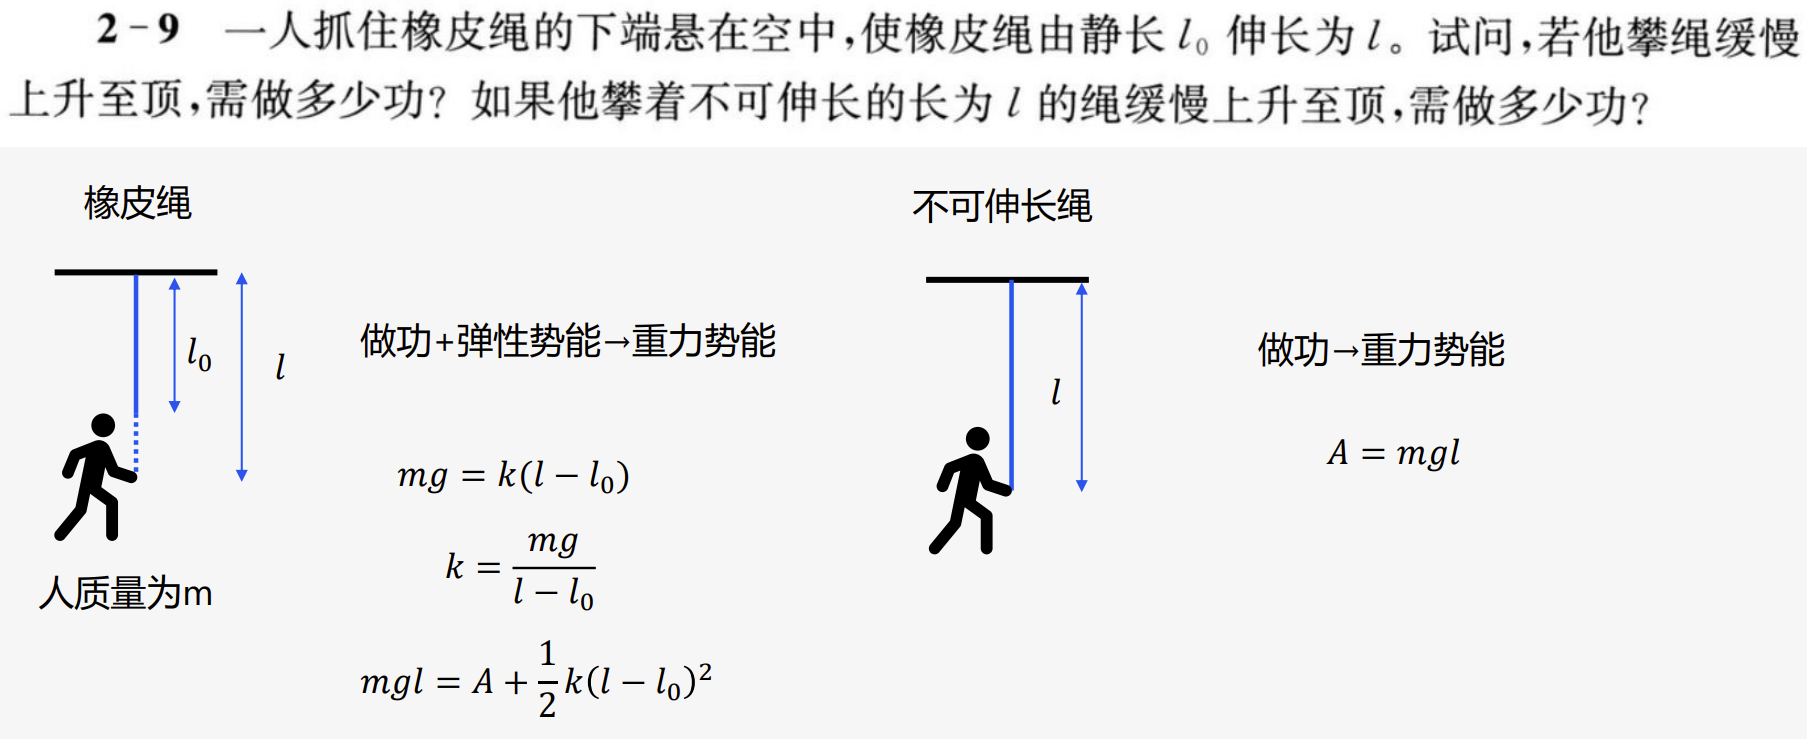 2-9 一人抓住橡皮绳的下端悬在空中,使橡皮绳由静长 l₀ 伸长为 l。试问,若他攀绳缓慢
上升至顶,需做多少功? 如果他攀着不可伸长的长为 l 的绳缓慢上升至顶,需做多少功?
橡皮绳
l₀
l
人质量为m
做功+弹性势能→重力势能
mg = k(l − l₀)
k = mg / (l − l₀)
mgl = A + 1/2 k(l − l₀)²
不可伸长绳
l
做功→重力势能
A = mgl